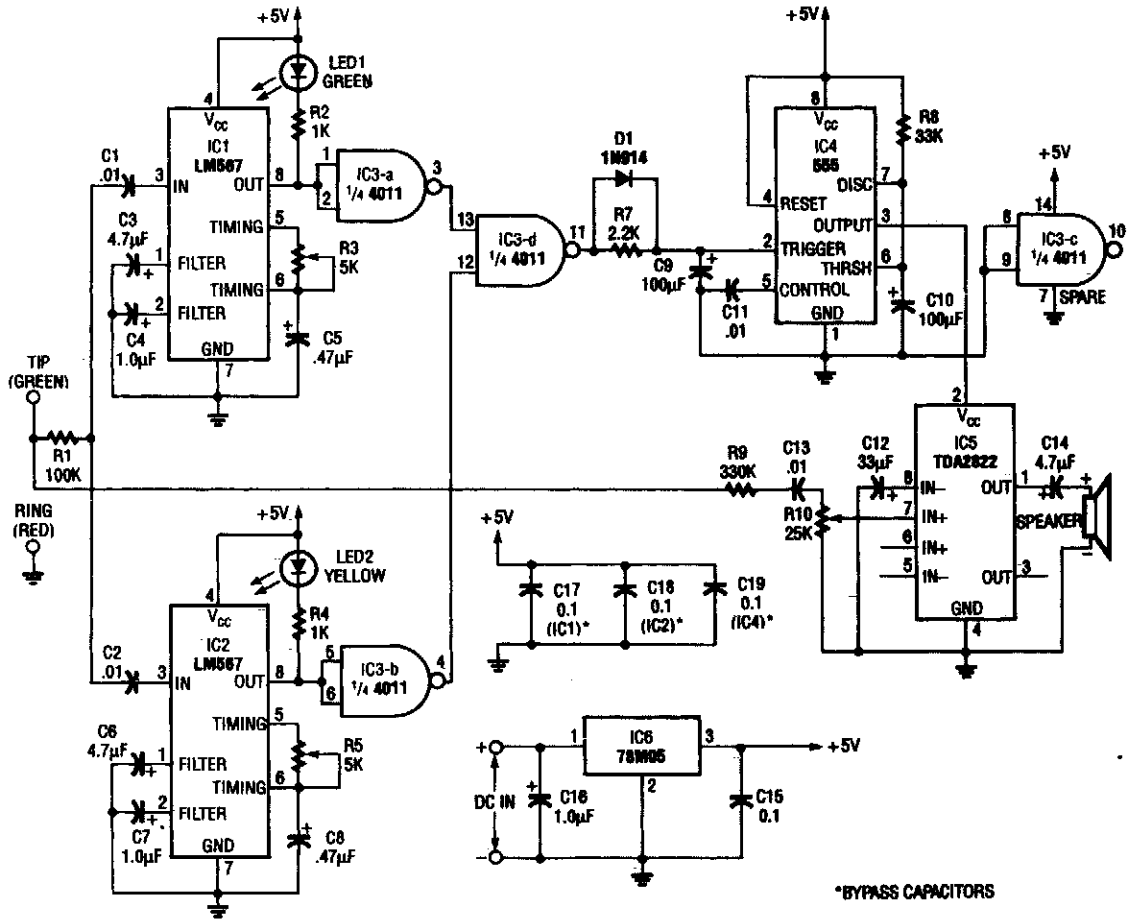 +5V
LED1
GREEN
4
VCC
IC1
LM567
R2
1K
C1
.01
3
IN
OUT
8
1
2
IC3-a
1/4 4011
3
C3
4.7µF
+
1
FILTER
TIMING
5
R3
5K
TIMING
6
2
FILTER
+
C4
1.0µF
GND
7
+
C5
.47µF
13
12
IC3-d
1/4 4011
11
D1
1N914
R7
2.2K
+
C9
100µF
C11
.01
+5V
8
VCC
IC4
555
R8
33K
DISC
7
4
RESET
OUTPUT
3
2
TRIGGER
THRSH
6
5
CONTROL
GND
1
+
C10
100µF
+5V
14
8
9
IC3-c
1/4 4011
10
7
SPARE
TIP
(GREEN)
R1
100K
RING
(RED)
+5V
LED2
YELLOW
4
VCC
IC2
LM567
R4
1K
C2
.01
3
IN
OUT
8
5
6
IC3-b
1/4 4011
4
C6
4.7µF
+
1
FILTER
TIMING
5
R5
5K
TIMING
6
2
FILTER
+
C7
1.0µF
GND
7
+
C8
.47µF
R9
330K
C13
.01
R10
25K
C12
33µF
+
2
VCC
IC5
TDA2822
8
IN–
OUT
1
C14
4.7µF
+
+
SPEAKER
–
7
IN+
6
IN+
5
IN–
OUT
3
GND
4
+5V
C17
0.1
(IC1)*
C18
0.1
(IC2)*
C19
0.1
(IC4)*
+
DC IN
–
+
C16
1.0µF
1
IC6
78M05
3
2
C15
0.1
+5V
*BYPASS CAPACITORS